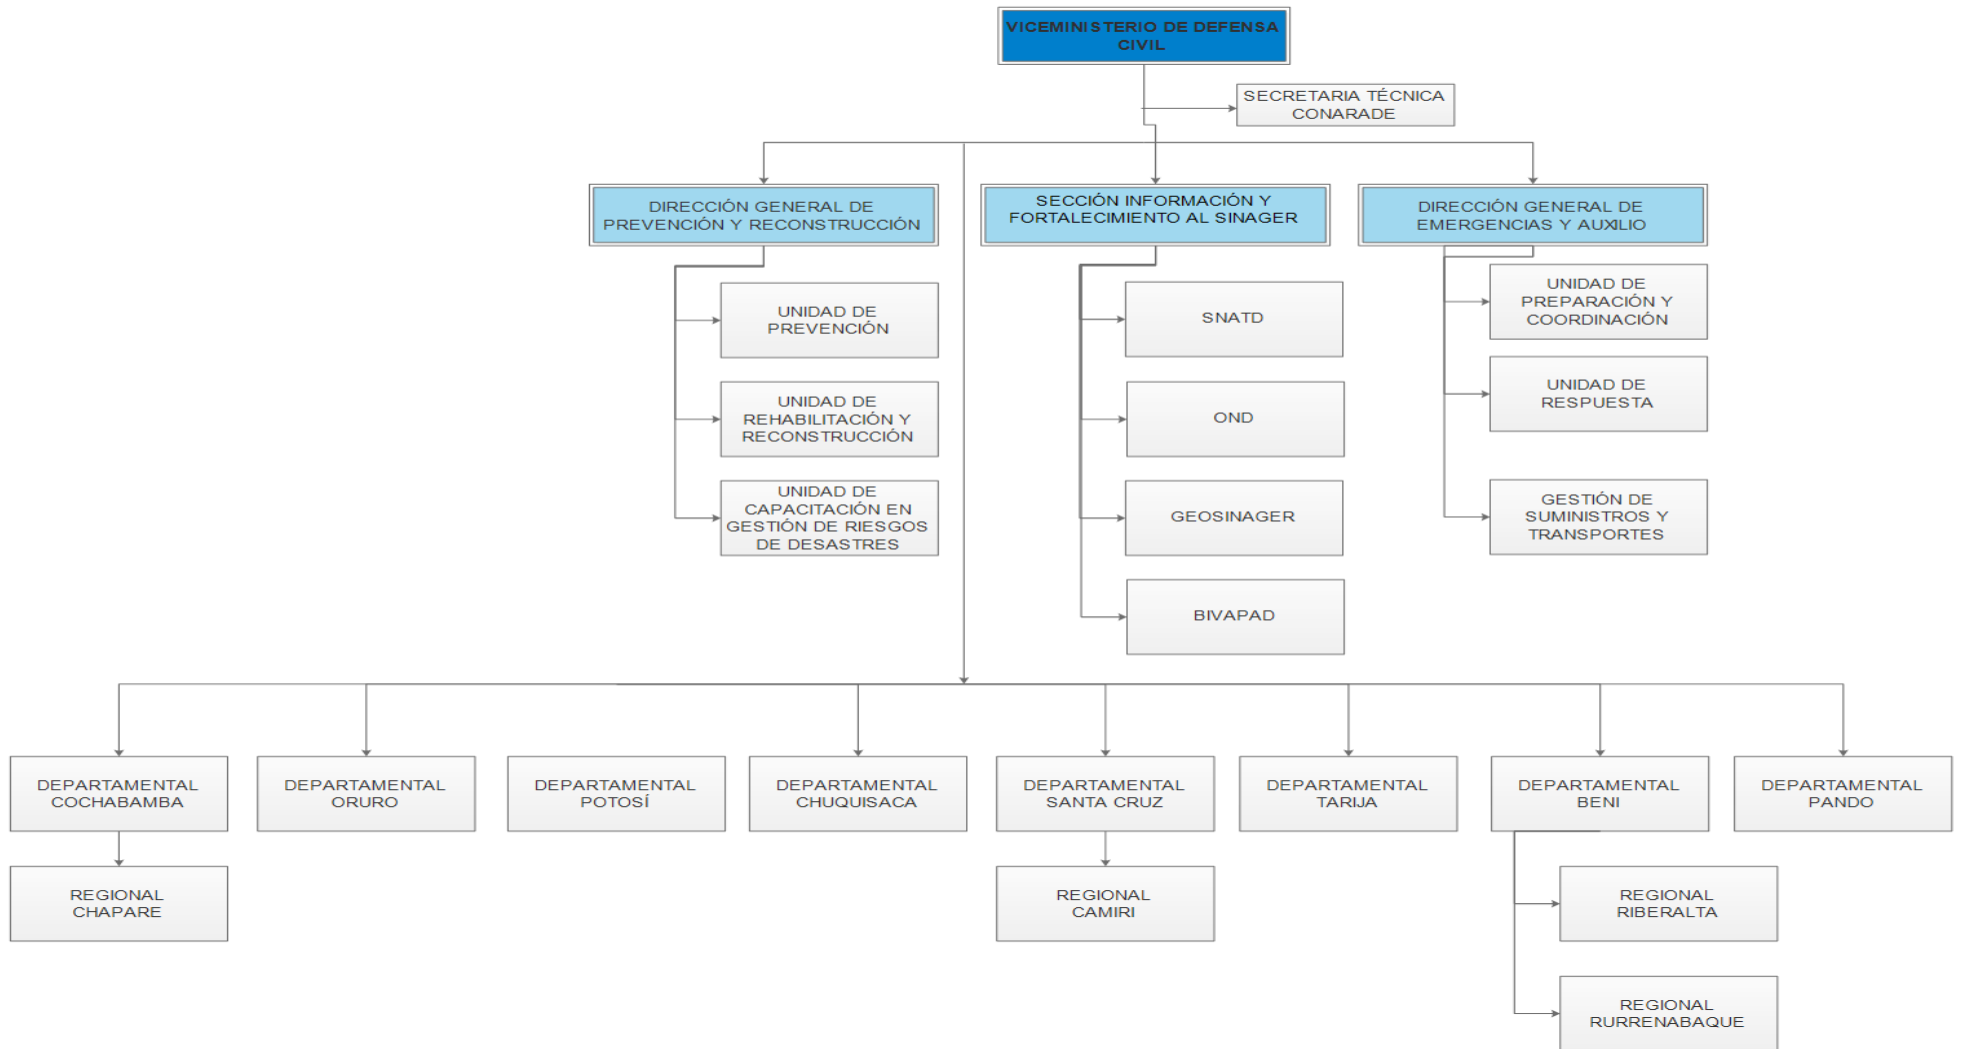 VICEMINISTERIO DE DEFENSA
CIVIL
SECRETARIA TÉCNICA
CONARADE
DIRECCIÓN GENERAL DE
PREVENCIÓN Y RECONSTRUCCIÓN
SECCIÓN INFORMACIÓN Y
FORTALECIMIENTO AL SINAGER
DIRECCIÓN GENERAL DE
EMERGENCIAS Y AUXILIO
UNIDAD DE
PREVENCIÓN
UNIDAD DE
REHABILITACIÓN Y
RECONSTRUCCIÓN
UNIDAD DE
CAPACITACIÓN EN
GESTIÓN DE RIESGOS
DE DESASTRES
SNATD
OND
GEOSINAGER
BIVAPAD
UNIDAD DE
PREPARACIÓN Y
COORDINACIÓN
UNIDAD DE
RESPUESTA
GESTIÓN DE
SUMINISTROS Y
TRANSPORTES
DEPARTAMENTAL
COCHABAMBA
DEPARTAMENTAL
ORURO
DEPARTAMENTAL
POTOSÍ
DEPARTAMENTAL
CHUQUISACA
DEPARTAMENTAL
SANTA CRUZ
DEPARTAMENTAL
TARIJA
DEPARTAMENTAL
BENI
DEPARTAMENTAL
PANDO
REGIONAL
CHAPARE
REGIONAL
CAMIRI
REGIONAL
RIBERALTA
REGIONAL
RURRENABAQUE